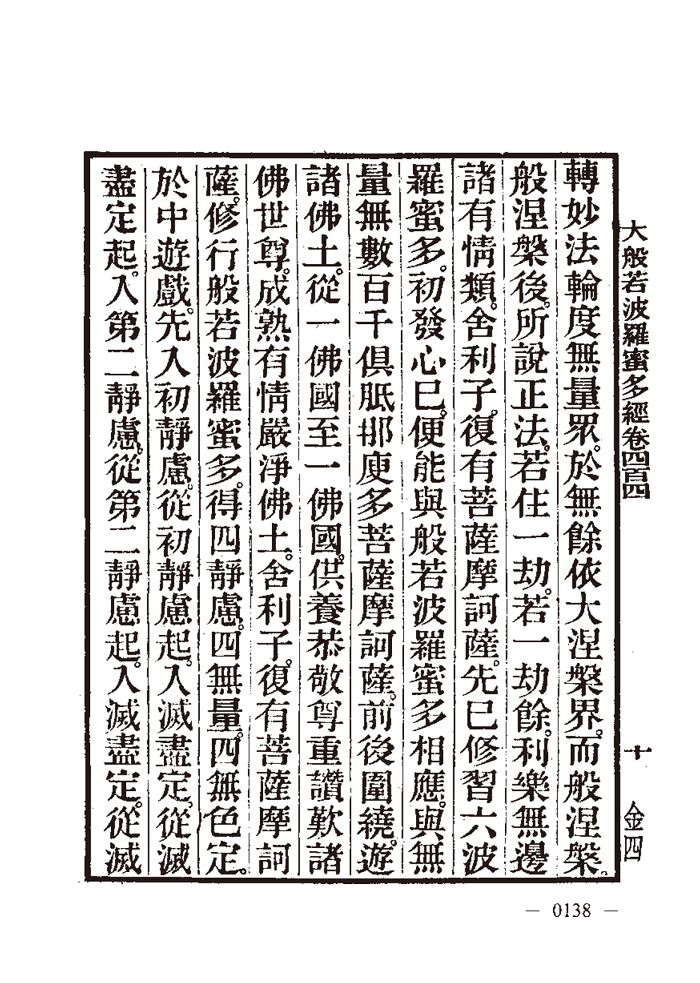 大般若波羅蜜多經卷四百四 十 金四
轉妙法輪度無量眾。於無餘依大涅槃界。而般涅槃。
般涅槃後。所說正法。若住一劫。若一劫餘。利樂無邊
諸有情類。舍利子。復有菩薩摩訶薩。先已修習六波
羅蜜多。初發心已。便能與般若波羅蜜多相應。與無
量無數百千俱胝那庾多菩薩摩訶薩。前後圍繞。遊
諸佛土。從一佛國至一佛國。供養恭敬尊重讚歎諸
佛世尊。成熟有情嚴淨佛土。舍利子。復有菩薩摩訶
薩。修行般若波羅蜜多。得四靜慮。四無量。四無色定。
於中遊戲。先入初靜慮。從初靜慮起。入滅盡定。從滅
盡定起。入第二靜慮。從第二靜慮起。入滅盡定。從滅
— 0138 —